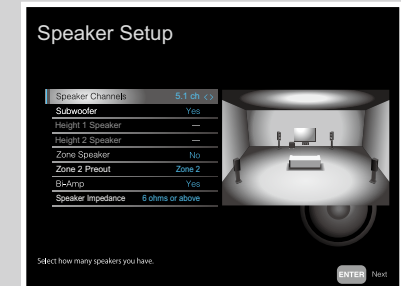 Speaker Setup
Speaker Channels 5.1 ch <>
Subwoofer Yes
Height 1 Speaker —
Height 2 Speaker —
Zone Speaker No
Zone 2 Preout Zone 2
Bi-Amp Yes
Speaker Impedance 6 ohms or above
Select how many speakers you have.
ENTER Next